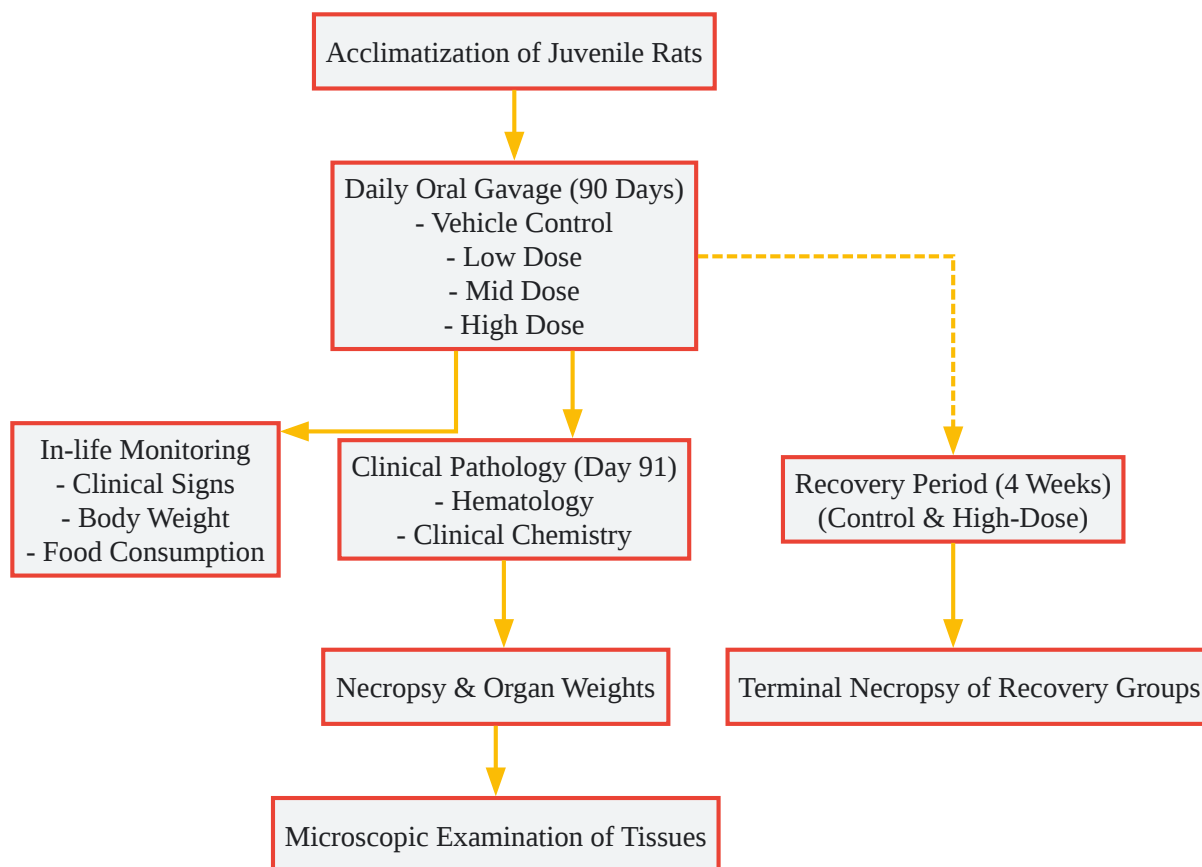 Acclimatization of Juvenile Rats
Daily Oral Gavage (90 Days)
- Vehicle Control
- Low Dose
- Mid Dose
- High Dose
In-life Monitoring
- Clinical Signs
- Body Weight
- Food Consumption
Clinical Pathology (Day 91)
- Hematology
- Clinical Chemistry
Recovery Period (4 Weeks)
(Control & High-Dose)
Necropsy & Organ Weights
Terminal Necropsy of Recovery Groups
Microscopic Examination of Tissues